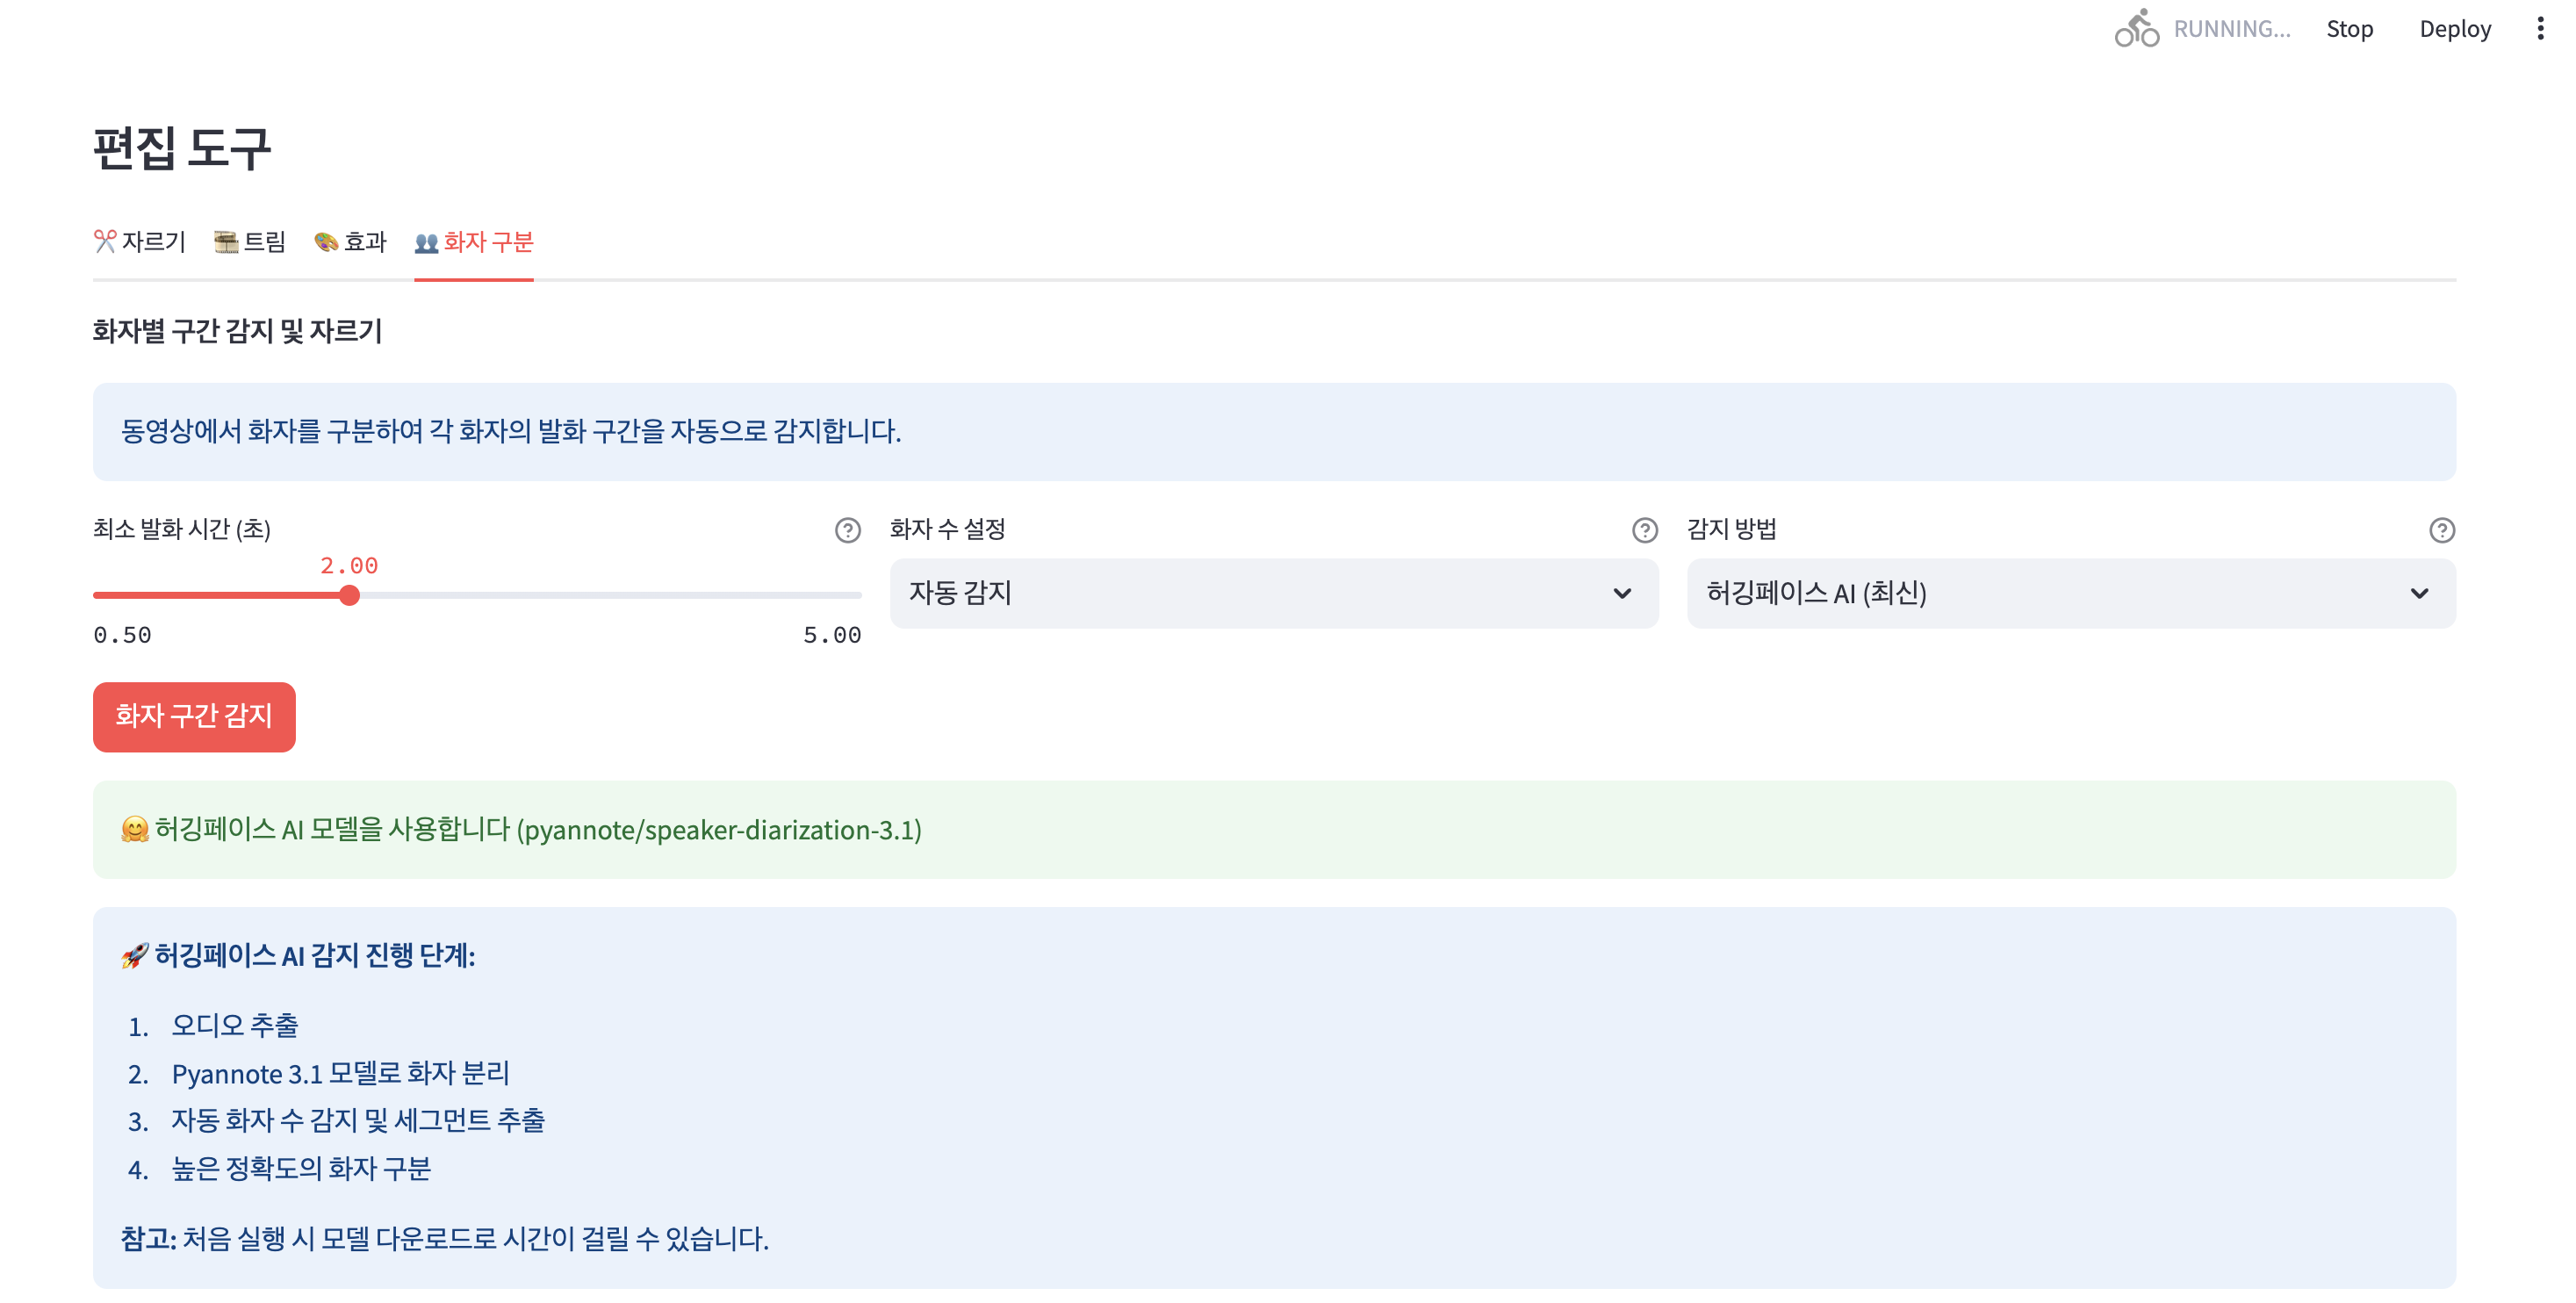 RUNNING... Stop Deploy
편집 도구
자르기 트림 효과 화자 구분
화자별 구간 감지 및 자르기
동영상에서 화자를 구분하여 각 화자의 발화 구간을 자동으로 감지합니다.
최소 발화 시간 (초) 화자 수 설정 감지 방법
2.00
자동 감지 허깅페이스 AI (최신)
0.50 5.00
화자 구간 감지
🤗 허깅페이스 AI 모델을 사용합니다 (pyannote/speaker-diarization-3.1)
🚀 허깅페이스 AI 감지 진행 단계:
1. 오디오 추출
2. Pyannote 3.1 모델로 화자 분리
3. 자동 화자 수 감지 및 세그먼트 추출
4. 높은 정확도의 화자 구분
참고: 처음 실행 시 모델 다운로드로 시간이 걸릴 수 있습니다.